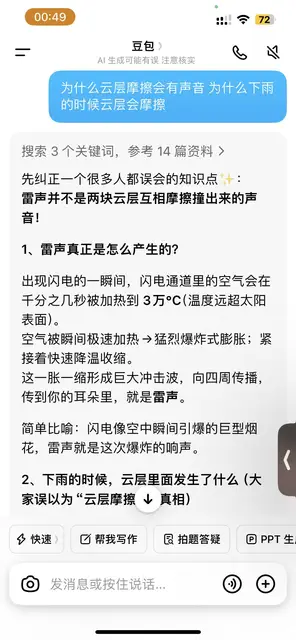 00:49
72
豆包
AI 生成可能有误 注意核实
为什么云层摩擦会有声音 为什么下雨
的时候云层会摩擦
搜索 3 个关键词，参考 14 篇资料
先纠正一个很多人都误会的知识点✨：
雷声并不是两块云层互相摩擦撞出来的声
音！
1、雷声真正是怎么产生的？
出现闪电的一瞬间，闪电通道里的空气会在
千分之几秒被加热到 3万℃(温度远超太阳
表面)。
空气被瞬间极速加热→猛烈爆炸式膨胀；紧
接着快速降温收缩。
这一胀一缩形成巨大冲击波，向四周传播，
传到你的耳朵里，就是雷声。
简单比喻：闪电像空中瞬间引爆的巨型烟
花，雷声就是这次爆炸的响声。
2、下雨的时候，云层里面发生了什么（大
家误以为“云层摩擦 真相）
快速
帮我写作
拍题答疑
PPT 生
发消息或按住说话...